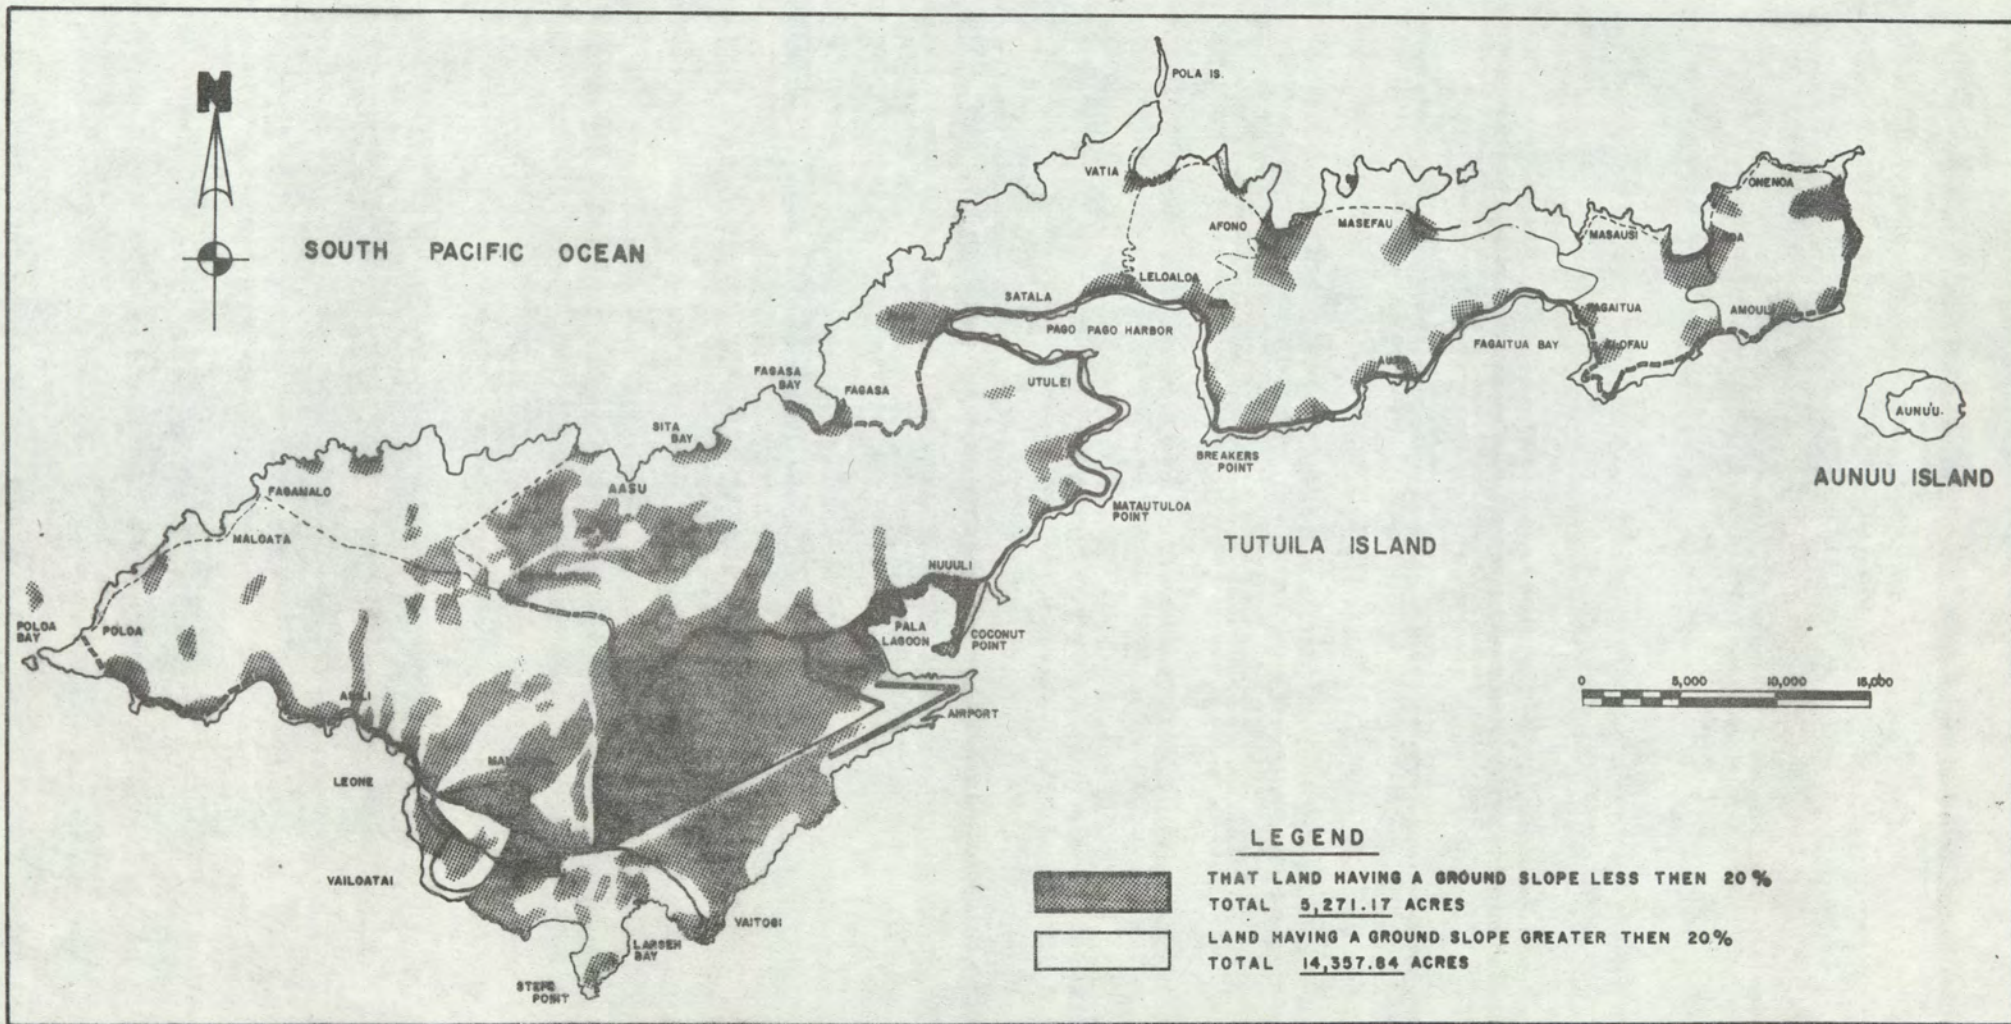 N
SOUTH PACIFIC OCEAN
POLA IS.
VATIA
ONENOA
AFONO
MASEFAU
MASAUSI
LELOALOA
SATALA
PAGO PAGO HARBOR
FAGAITUA
AMOULI
FAGAITUA BAY
ALOFAU
FAGASA
BAY
FAGASA
UTULEI
AUNU'U.
SITA
BAY
BREAKERS
POINT
AUNUU ISLAND
AASU
FAGAMALO
MATAUTULOA
POINT
MALOATA
TUTUILA ISLAND
NUUULI
POLOA
BAY
POLOA
PALA
LAGOON
COCONUT
POINT
0 5,000 10,000 15,000
AIRPORT
LEONE
VAILOATAI
VAITOGI
LARSEN
BAY
STEPS
POINT
LEGEND
THAT LAND HAVING A GROUND SLOPE LESS THEN 20%
TOTAL 5,271.17 ACRES
LAND HAVING A GROUND SLOPE GREATER THEN 20%
TOTAL 14,357.84 ACRES